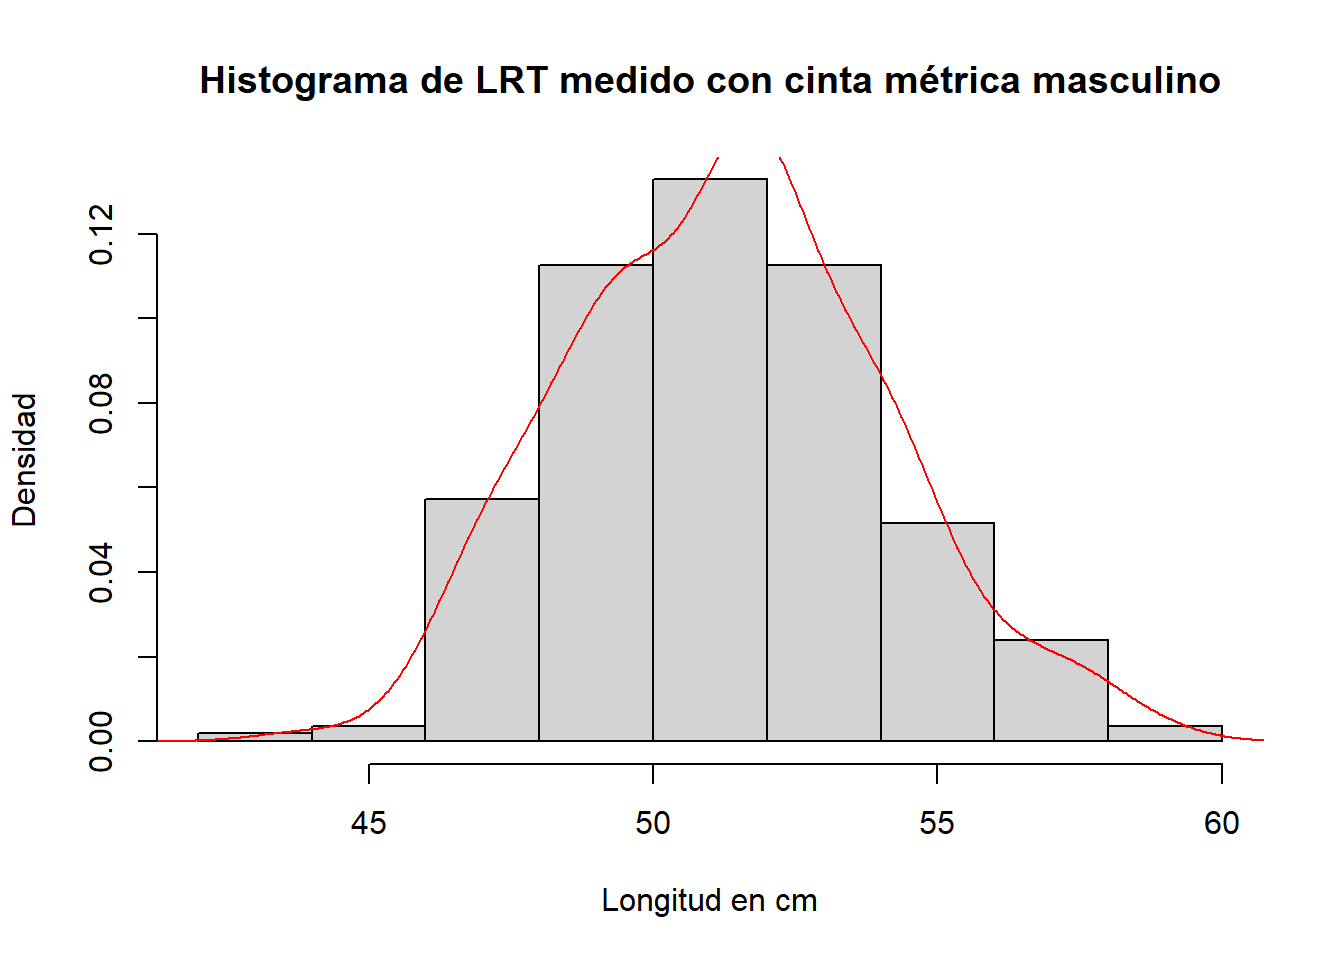 Histograma de LRT medido con cinta métrica masculino
Densidad
0.12
0.08
0.04
0.00
45 50 55 60
Longitud en cm